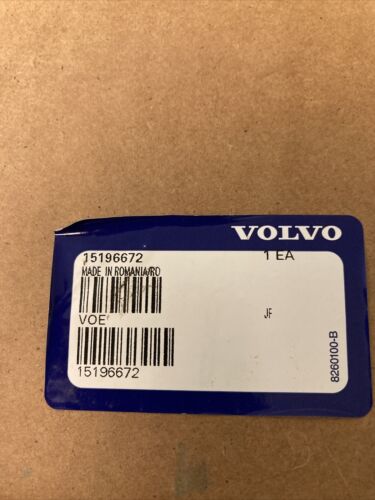 VOLVO
15196672 1 EA
MADE IN ROMANIA/RO
VOE
JF
15196672
8260100-B